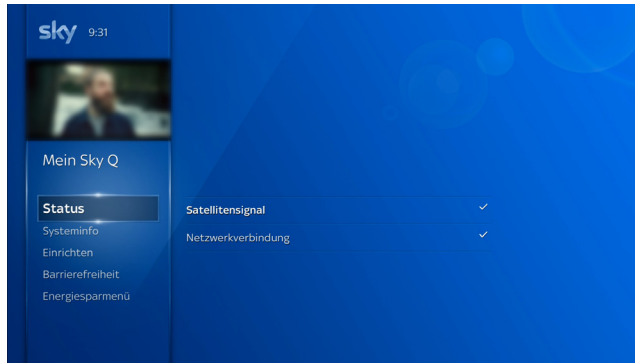 sky 9:31
Mein Sky Q
Status
Systeminfo
Einrichten
Barrierefreiheit
Energiesparmenü
Satellitensignal
Netzwerkverbindung